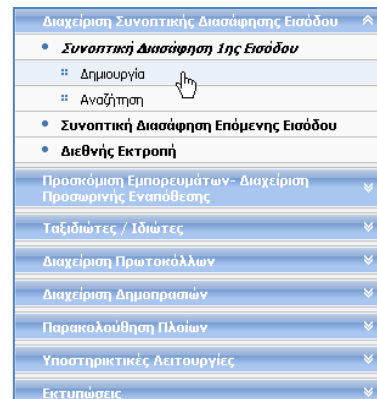 Διαχείριση Συνοπτικής Διασάφησης Εισόδου
Συνοπτική Διασάφηση 1ης Εισόδου
Δημιουργία
Αναζήτηση
Συνοπτική Διασάφηση Επόμενης Εισόδου
Διεθνής Εκτροπή
Προσκόμιση Εμπορευμάτων- Διαχείριση
Προσωρινής Εναπόθεσης
Ταξιδιώτες / Ιδιώτες
Διαχείριση Πρωτοκόλλων
Διαχείριση Δημοπρασιών
Παρακολούθηση Πλοίων
Υποστηρικτικές Λειτουργίες
Εκτυπώσεις